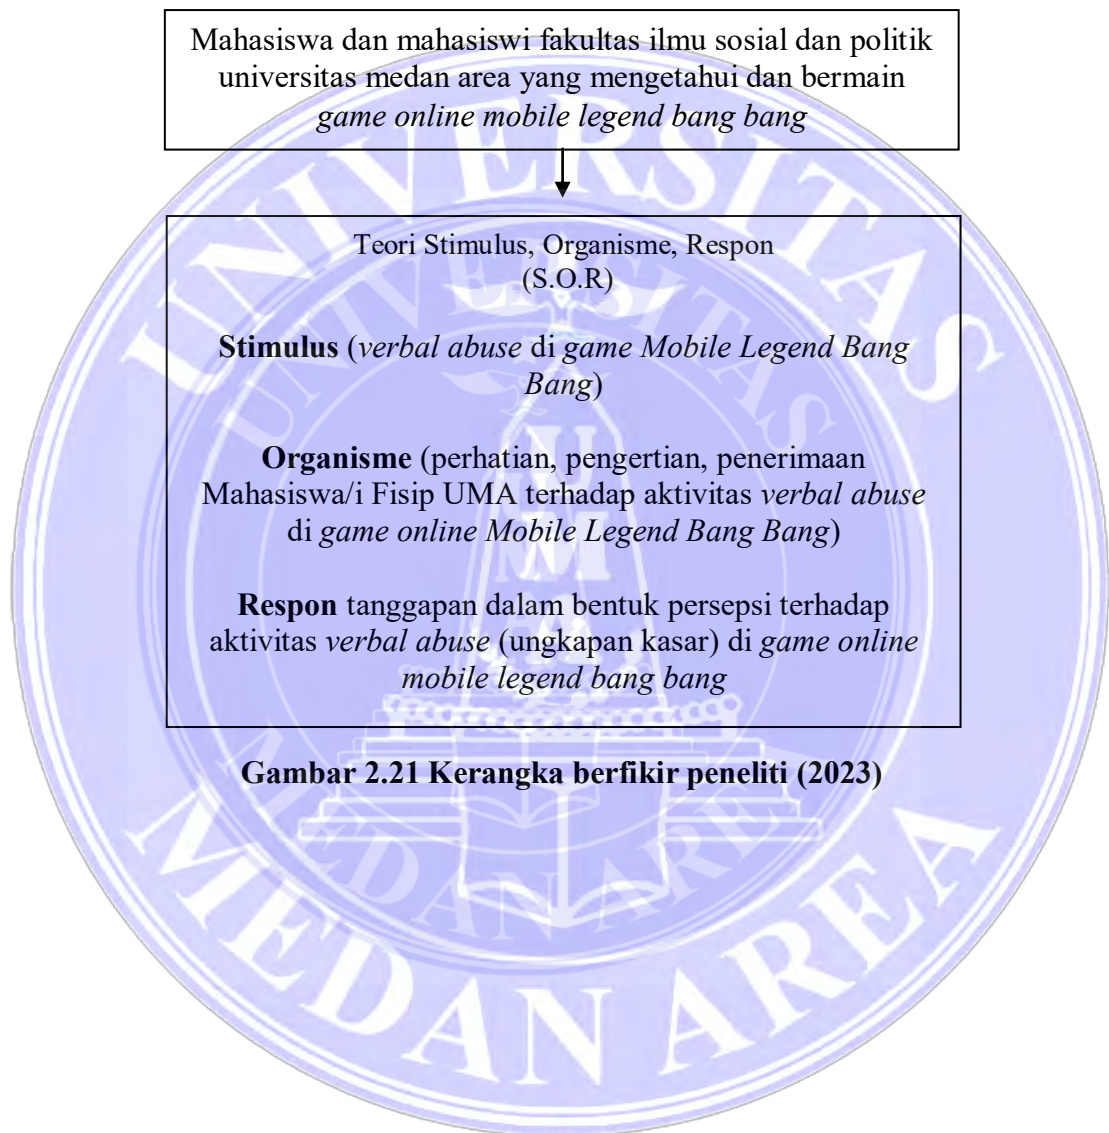 Mahasiswa dan mahasiswi fakultas ilmu sosial dan politik
universitas medan area yang mengetahui dan bermain
game online mobile legend bang bang
Teori Stimulus, Organisme, Respon
(S.O.R)
Stimulus (verbal abuse di game Mobile Legend Bang
Bang)
Organisme (perhatian, pengertian, penerimaan
Mahasiswa/i Fisip UMA terhadap aktivitas verbal abuse
di game online Mobile Legend Bang Bang)
Respon tanggapan dalam bentuk persepsi terhadap
aktivitas verbal abuse (ungkapan kasar) di game online
mobile legend bang bang
Gambar 2.21 Kerangka berfikir peneliti (2023)
UNIVERSITAS
MEDAN AREA
UNIVERSITAS
MEDAN AREA
U
M
A